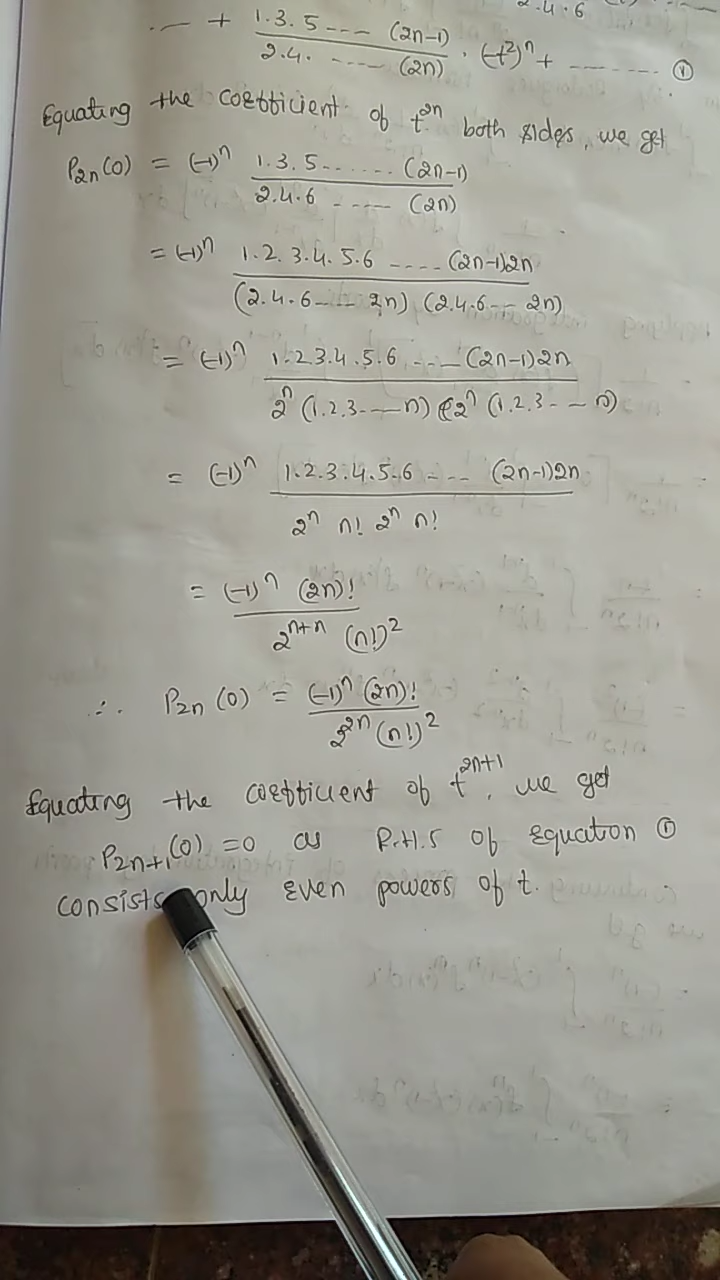 2.4.6
... + 1.3.5 ---- (2n-1) / 2.4. ------ (2n) . (-t²)ⁿ + ------- ①
Equating the coefficient of t²ⁿ both sides, we get
P₂ₙ(0) = (-1)ⁿ 1.3.5....... (2n-1) / 2.4.6 ----- (2n)
= (-1)ⁿ 1.2.3.4.5.6 ---- (2n-1)2n / (2.4.6--- 2n) (2.4.6-- 2n)
= (-1)ⁿ 1.2.3.4.5.6 ---- (2n-1)2n / 2ⁿ (1.2.3----n) 2ⁿ (1.2.3-- n)
= (-1)ⁿ 1.2.3.4.5.6 - -- (2n-1)2n / 2ⁿ n! 2ⁿ n!
= (-1)ⁿ (2n)! / 2ⁿ⁺ⁿ (n!)²
∴ P₂ₙ(0) = (-1)ⁿ (2n)! / 2²ⁿ (n!)²
Equating the coefficient of t²ⁿ⁺¹, we get
P₂ₙ₊₁(0) = 0 as R.H.S of Equation ①
consists only even powers of t.